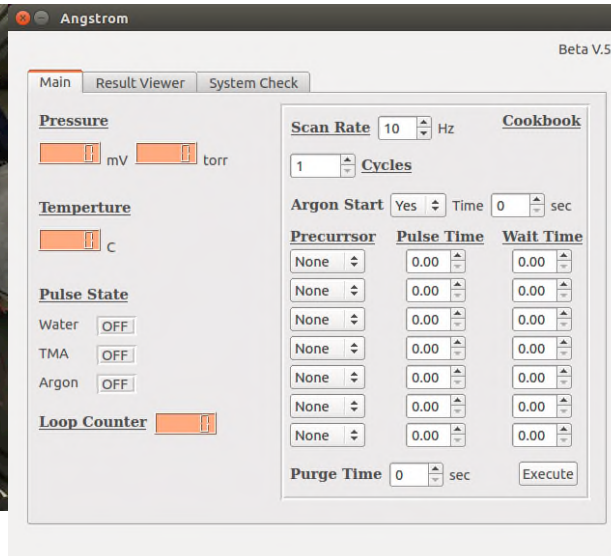 Angstrom
Beta V.5
Main Result Viewer System Check
Pressure
0 mV 0 torr
Temperture
0 C
Pulse State
Water OFF
TMA OFF
Argon OFF
Loop Counter 0
Scan Rate 10 Hz Cookbook
1 Cycles
Argon Start Yes Time 0 sec
Precurrsor Pulse Time Wait Time
None 0.00 0.00
None 0.00 0.00
None 0.00 0.00
None 0.00 0.00
None 0.00 0.00
None 0.00 0.00
None 0.00 0.00
Purge Time 0 sec Execute